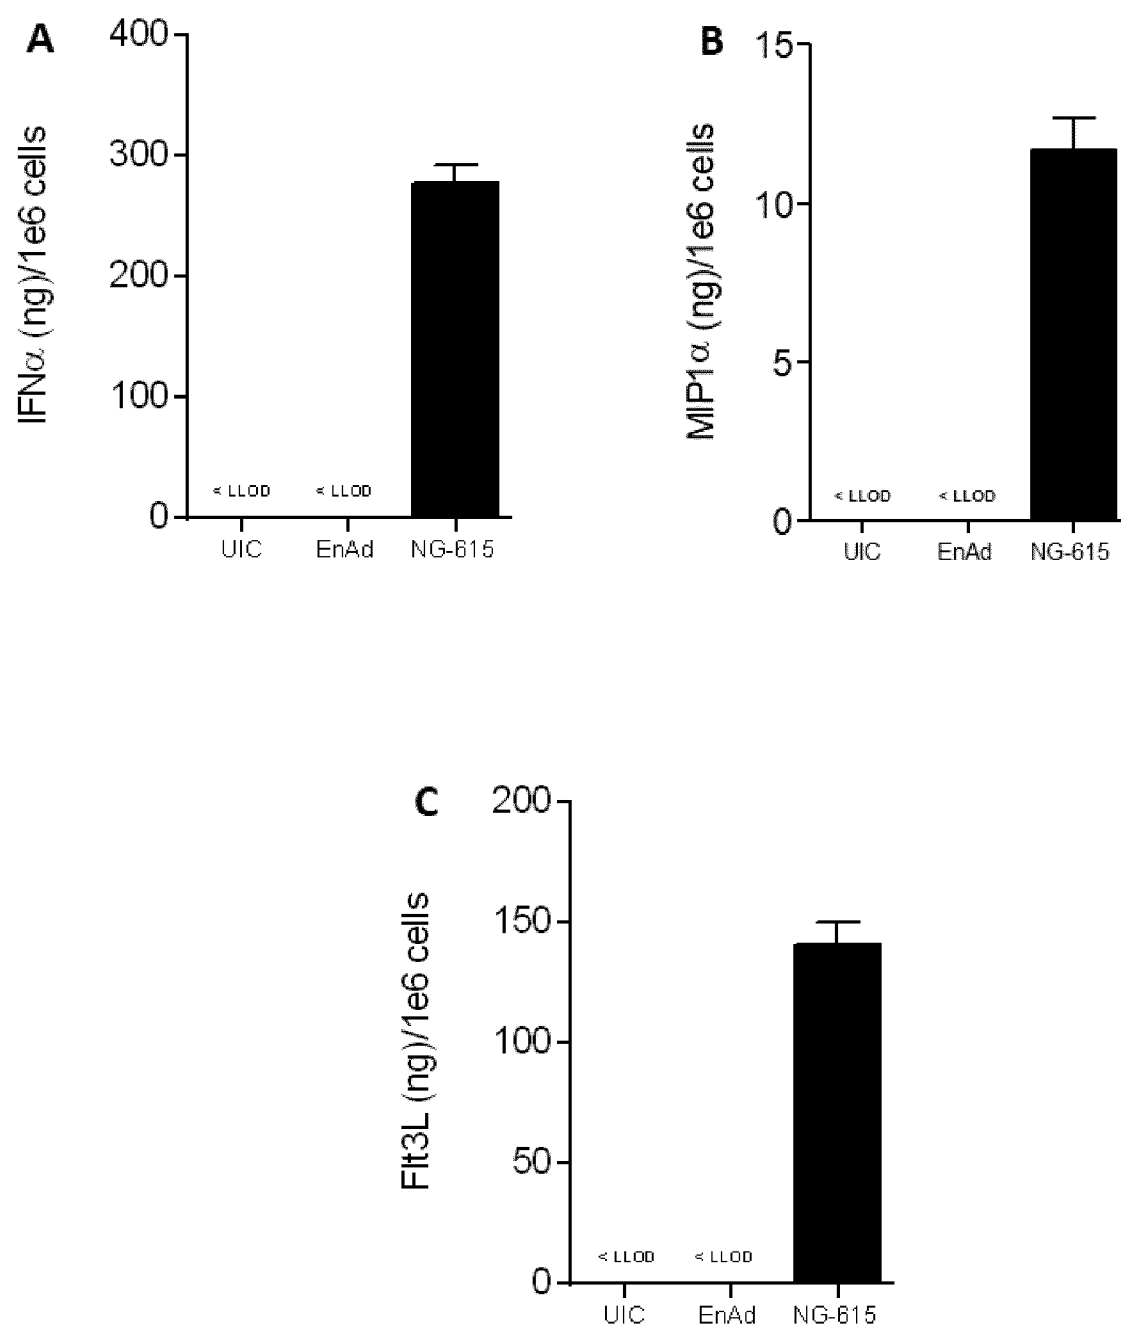 A
IFNα (ng)/1e6 cells
400
300
200
100
0
< LLOD
< LLOD
UIC
EnAd
NG-615
B
MIP1α (ng)/1e6 cells
15
10
5
0
< LLOD
< LLOD
UIC
EnAd
NG-615
C
Flt3L (ng)/1e6 cells
200
150
100
50
0
< LLOD
< LLOD
UIC
EnAd
NG-615